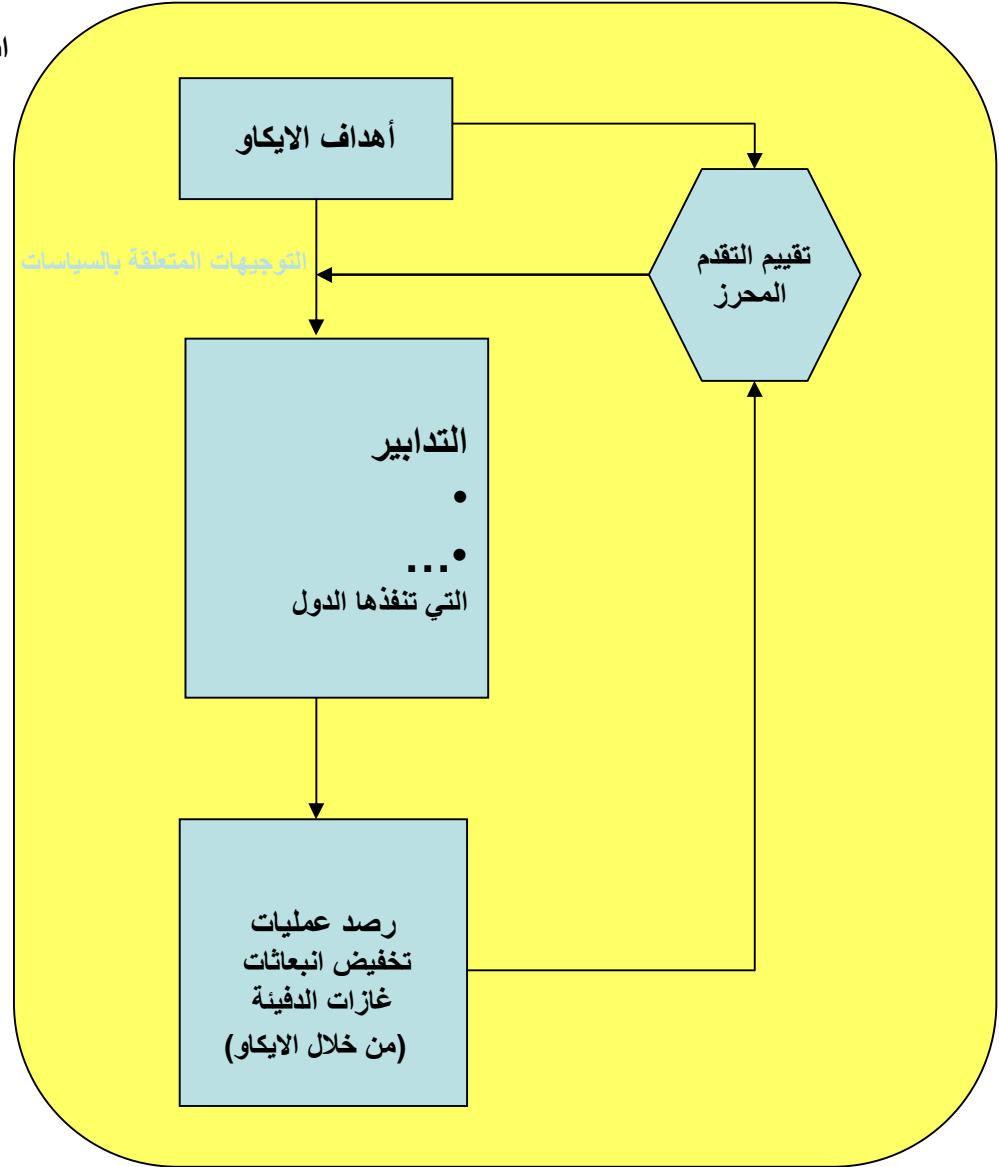 أهداف الايكاو
تقييم التقدم
المحرز
التوجيهات المتعلقة بالسياسات
التدابير
•
•...
التي تنفذها الدول
رصد عمليات
تخفيض انبعاثات
غازات الدفيئة
(من خلال الايكاو)